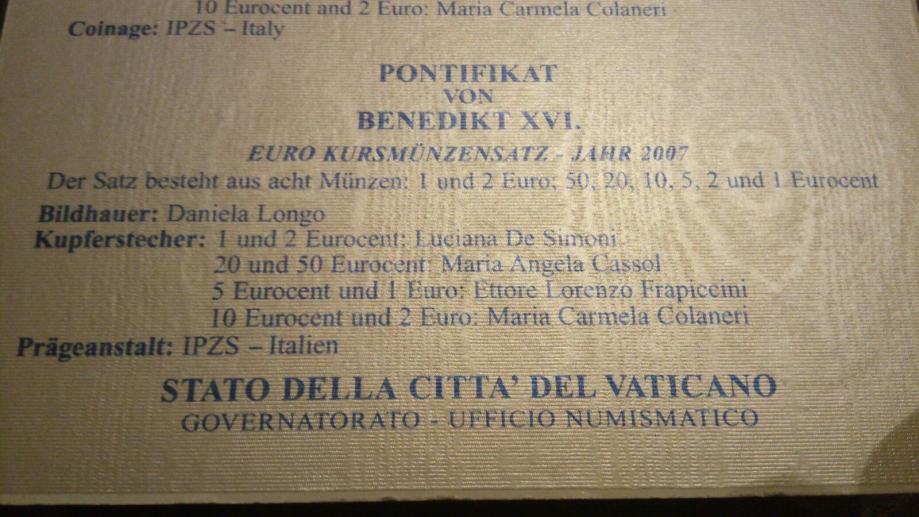 10 Eurocent and 2 Euro: Maria Carmela Colaneri
Coinage: IPZS – Italy
PONTIFIKAT
VON
BENEDIKT XVI.
EURO KURSMÜNZENSATZ - JAHR 2007
Der Satz besteht aus acht Münzen: 1 und 2 Euro; 50, 20, 10, 5, 2 und 1 Eurocent
Bildhauer: Daniela Longo
Kupferstecher: 1 und 2 Eurocent: Luciana De Simoni
20 und 50 Eurocent: Maria Angela Cassol
5 Eurocent und 1 Euro: Ettore Lorenzo Frapiccini
10 Eurocent und 2 Euro: Maria Carmela Colaneri
Prägeanstalt: IPZS – Italien
STATO DELLA CITTA' DEL VATICANO
GOVERNATORATO - UFFICIO NUMISMATICO